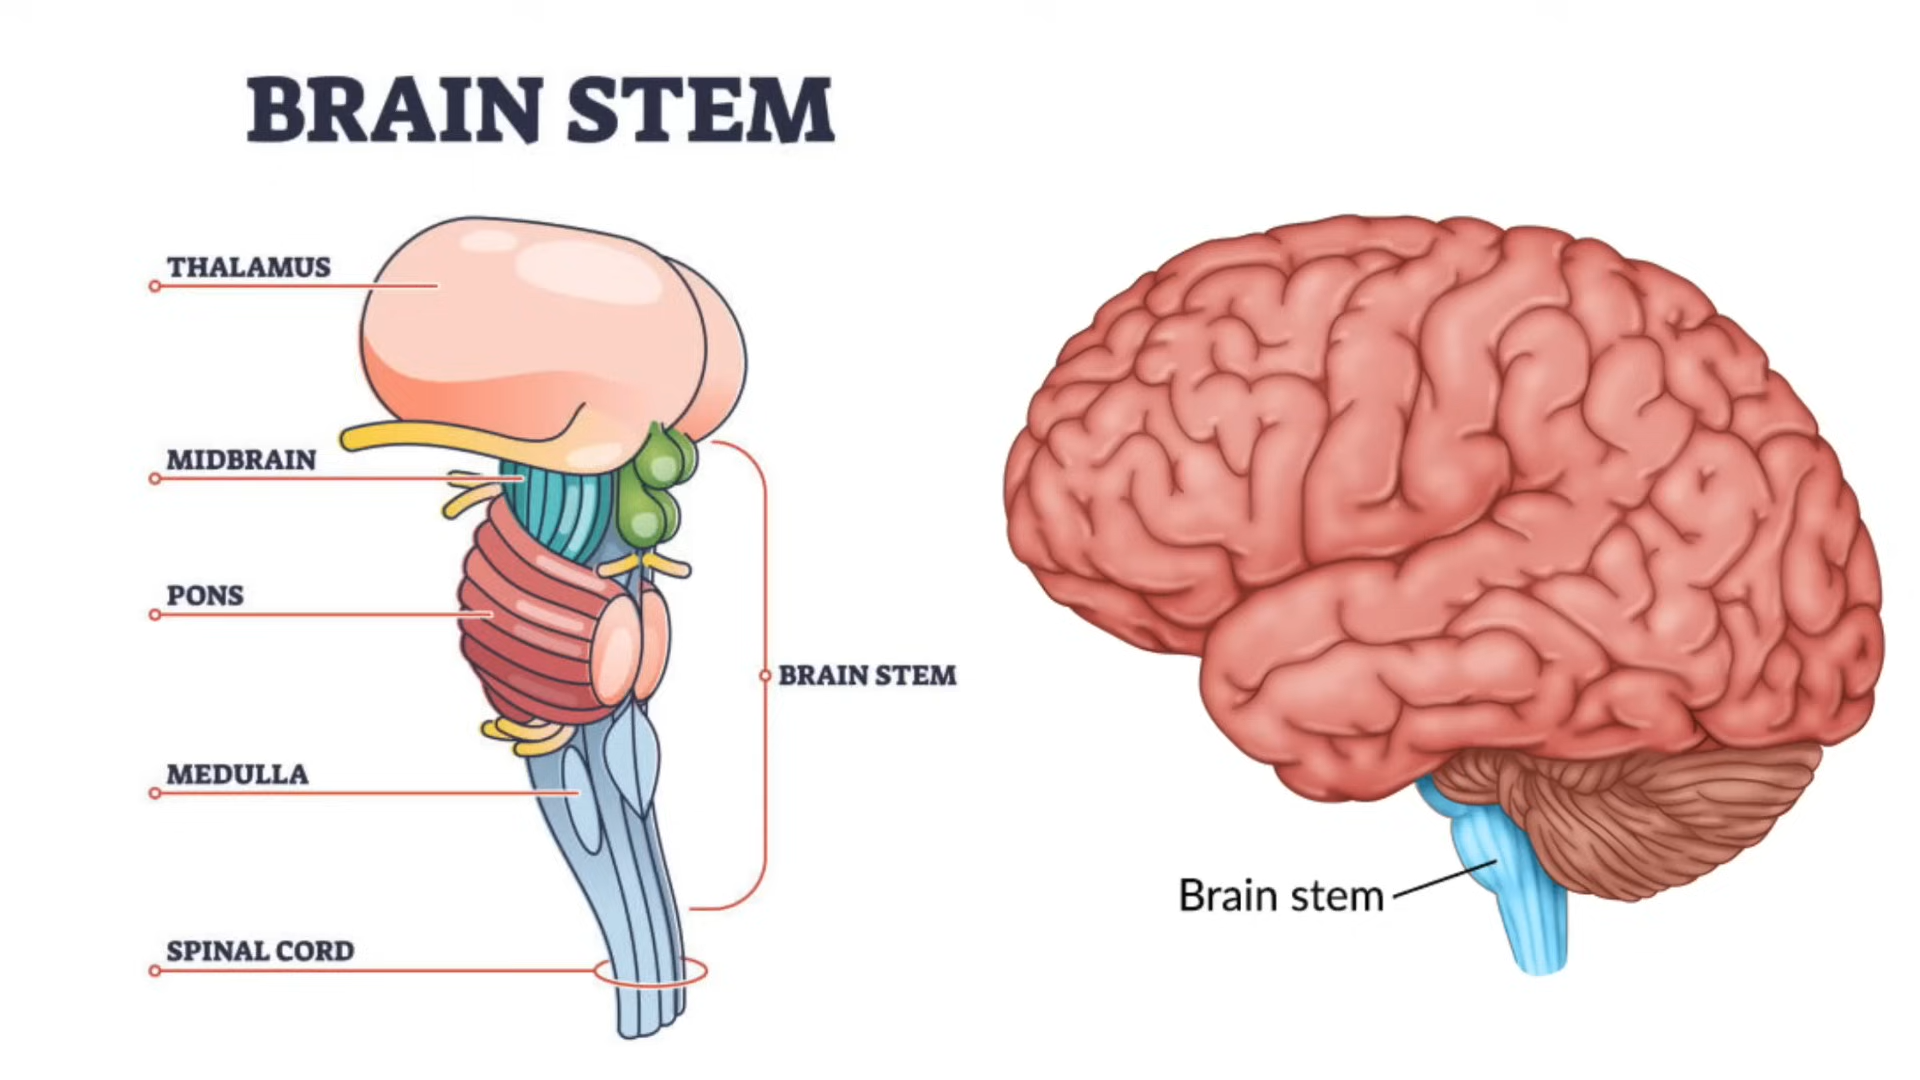 BRAIN STEM
THALAMUS
MIDBRAIN
PONS
BRAIN STEM
MEDULLA
Brain stem
SPINAL CORD